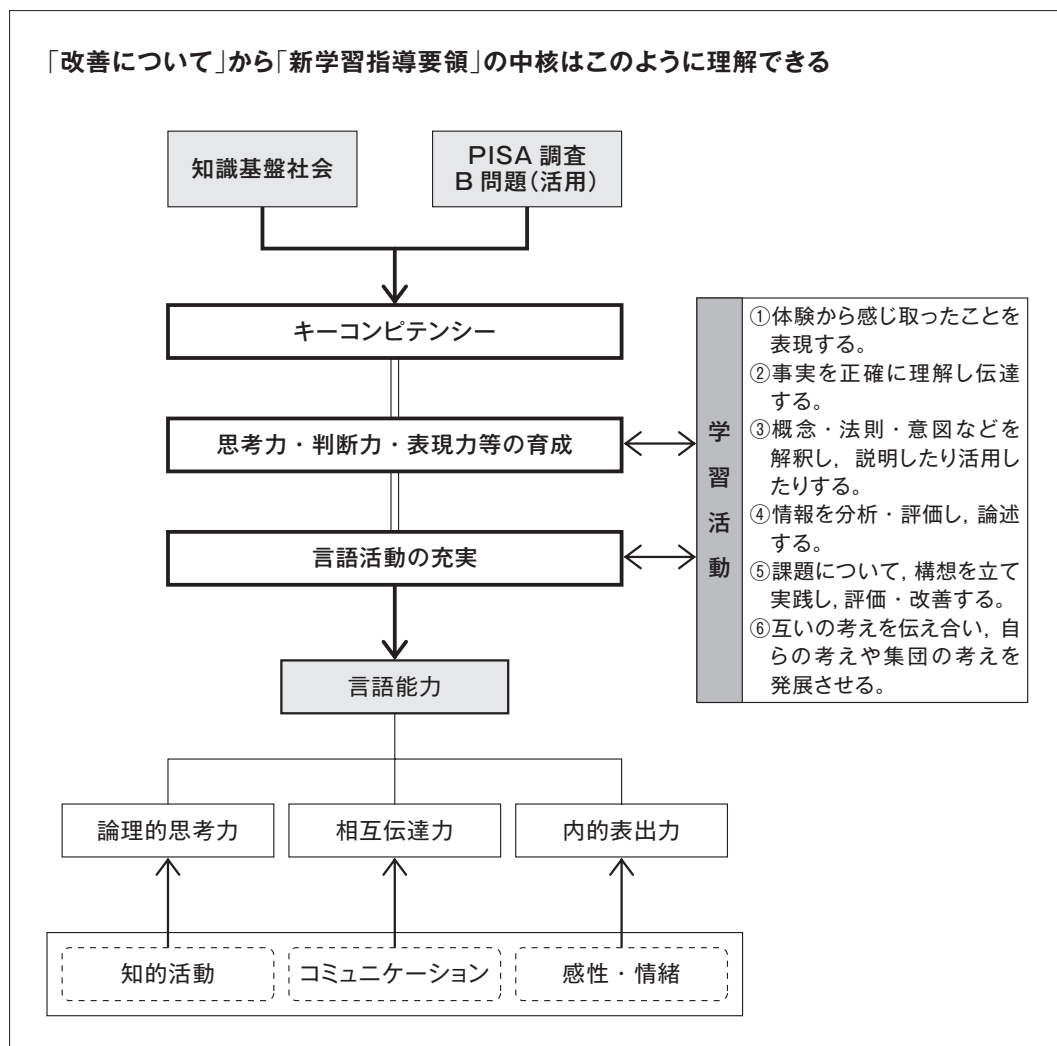 「改善について」から「新学習指導要領」の中核はこのように理解できる
知識基盤社会
PISA 調査
B 問題（活用）
キーコンピテンシー
思考力・判断力・表現力等の育成
言語活動の充実
言語能力
学習活動
①体験から感じ取ったことを
表現する。
②事実を正確に理解し伝達
する。
③概念・法則・意図などを
解釈し，説明したり活用し
たりする。
④情報を分析・評価し，論述
する。
⑤課題について，構想を立て
実践し，評価・改善する。
⑥互いの考えを伝え合い，自
らの考えや集団の考えを
発展させる。
論理的思考力
相互伝達力
内的表出力
知的活動
コミュニケーション
感性・情緒